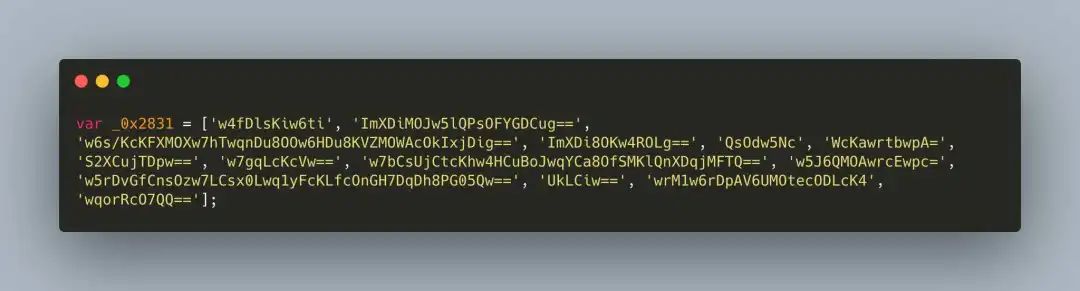 var _0x2831 = ['w4fDlsKiw6ti', 'ImXDiMOJw5lQPsOFYGDCug==',
'w6s/KcKFXMOXw7hTwqnDu8OOw6HDu8KVZMOWAcOkIxjDig==', 'ImXDi8OKw4ROLg==', 'QsOdw5Nc', 'WcKawrtbwpA=',
'S2XCujTDpw==', 'w7gqLcKcVw==', 'w7bCsUjCtcKhw4HCuBoJwqYCa8OfSMKlQnXDqjMFTQ==', 'w5J6QMOAwrcEwpc=',
'w5rDvGfCnsOzw7LCsx0Lwq1yFcKLfcOnGH7DqDh8PG05Qw==', 'UkLCiw==', 'wrM1w6rDpAV6UMOtecODLcK4',
'wqorRcO7QQ=='];